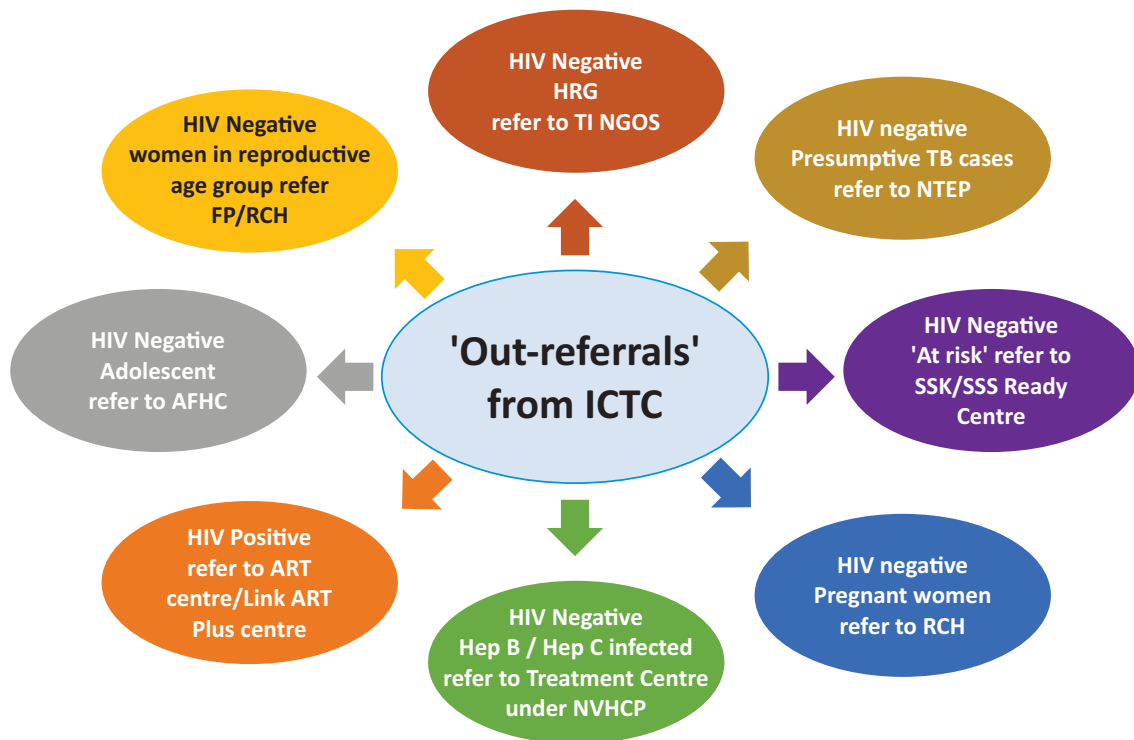 HIV Negative
HRG
refer to TI NGOS
HIV Negative
women in reproductive
age group refer
FP/RCH
HIV negative
Presumptive TB cases
refer to NTEP
HIV Negative
Adolescent
refer to AFHC
'Out-referrals'
from ICTC
HIV Negative
'At risk' refer to
SSK/SSS Ready
Centre
HIV Positive
refer to ART
centre/Link ART
Plus centre
HIV Negative
Hep B / Hep C infected
refer to Treatment Centre
under NVHCP
HIV negative
Pregnant women
refer to RCH